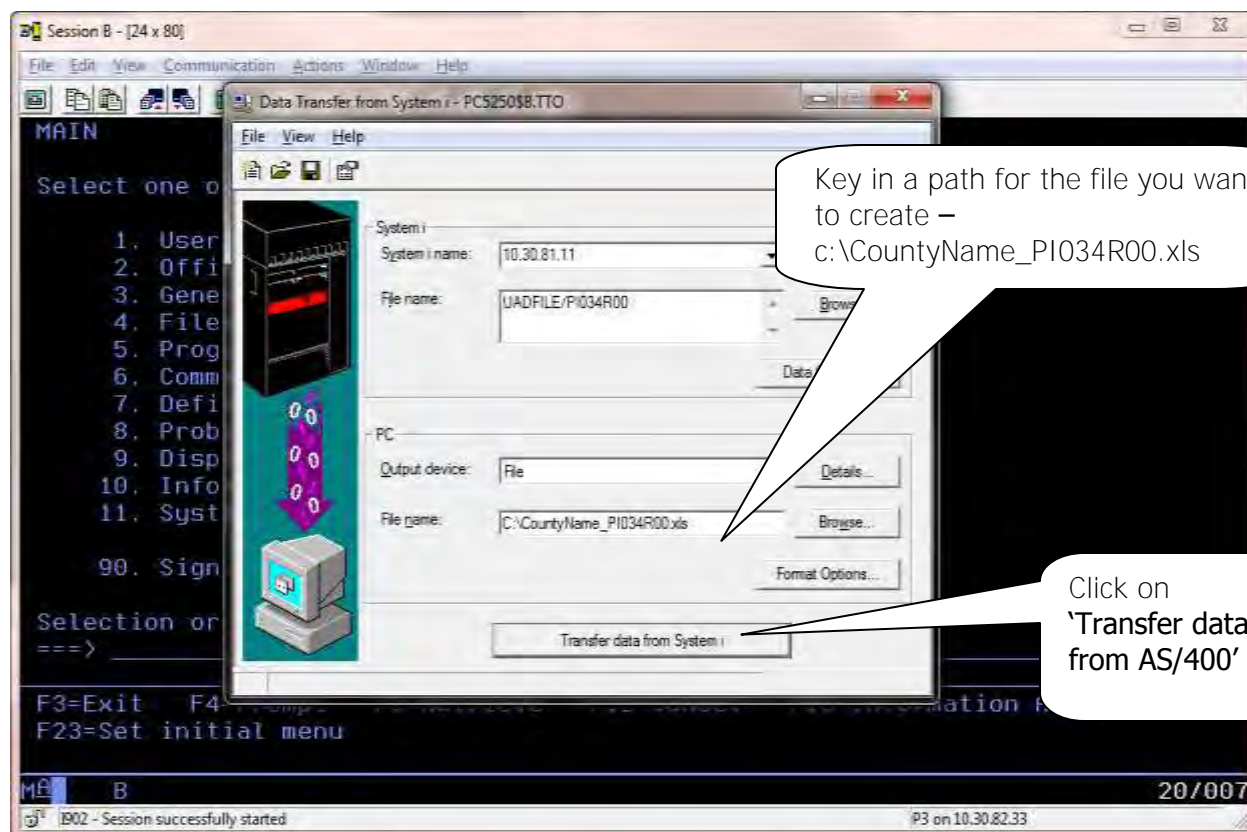 Session B - [24 x 80]
File Edit View Communication Actions Window Help
Data Transfer from System i - PC5250$B.TTO
File View Help
MAIN
Select one o
1. User
2. Offi
3. Gene
4. File
5. Prog
6. Comm
7. Defi
8. Prob
9. Disp
10. Info
11. Syst
90. Sign
Selection or
===>
System i
System i name: 10.30.81.11
File name: UADFILE/PI034R00
Brows
Data
PC
Output device: File
Details...
File name: C:\CountyName_PI034R00.xls
Browse...
Format Options...
Transfer data from System i
Key in a path for the file you wan
to create –
c:\CountyName_PI034R00.xls
Click on
‘Transfer data
from AS/400’
F3=Exit F4
F23=Set initial menu
MA B 20/007
I902 - Session successfully started P3 on 10.30.82.33